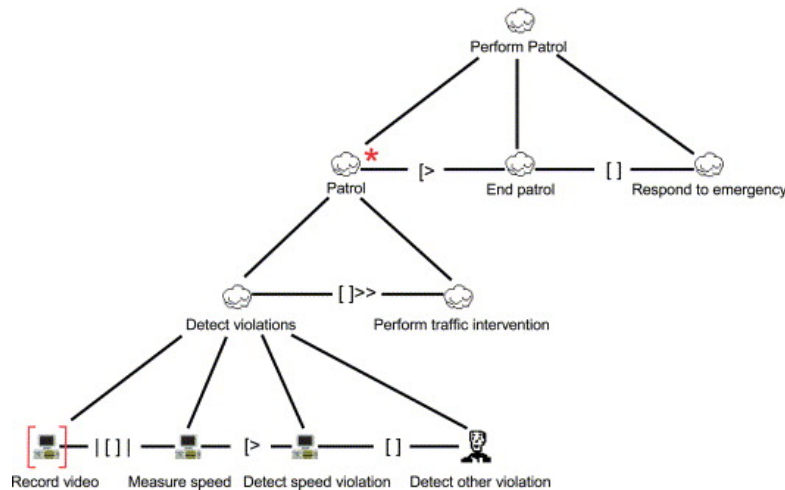 Perform Patrol
*
[>
[ ]
Patrol
End patrol
Respond to emergency
[ ]>>
Detect violations
Perform traffic intervention
[ ]
| [ ] |
[>
[ ]
Record video
Measure speed
Detect speed violation
Detect other violation